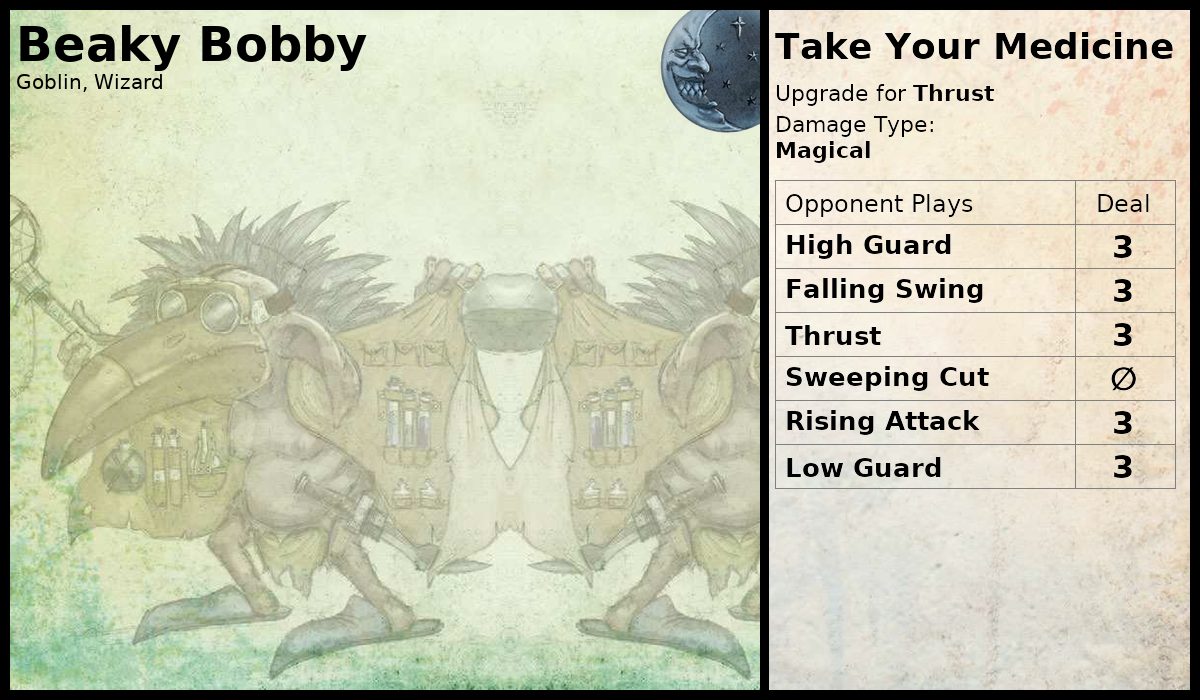 Beaky Bobby
Goblin, Wizard
Take Your Medicine
Upgrade for Thrust
Damage Type:
Magical
Opponent Plays Deal
High Guard 3
Falling Swing 3
Thrust 3
Sweeping Cut ∅
Rising Attack 3
Low Guard 3